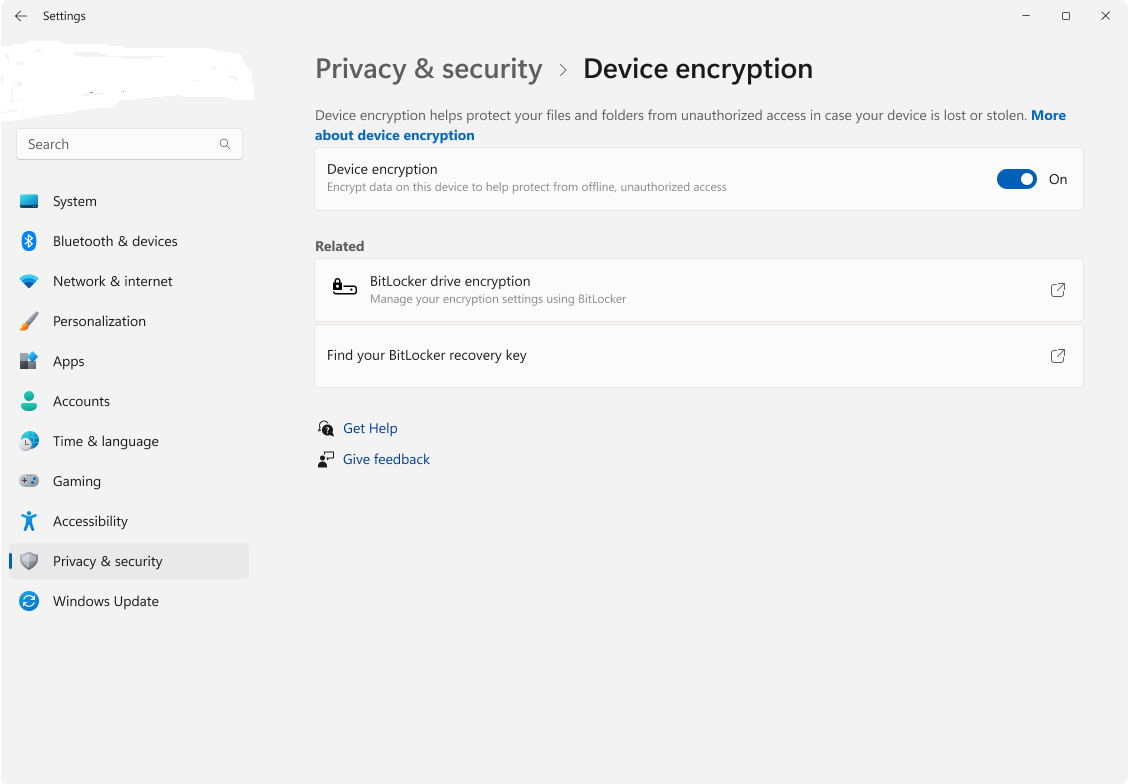 Settings
Search
System
Bluetooth & devices
Network & internet
Personalization
Apps
Accounts
Time & language
Gaming
Accessibility
Privacy & security
Windows Update
Privacy & security > Device encryption
Device encryption helps protect your files and folders from unauthorized access in case your device is lost or stolen. More
about device encryption
Device encryption
Encrypt data on this device to help protect from offline, unauthorized access
On
Related
BitLocker drive encryption
Manage your encryption settings using BitLocker
Find your BitLocker recovery key
Get Help
Give feedback